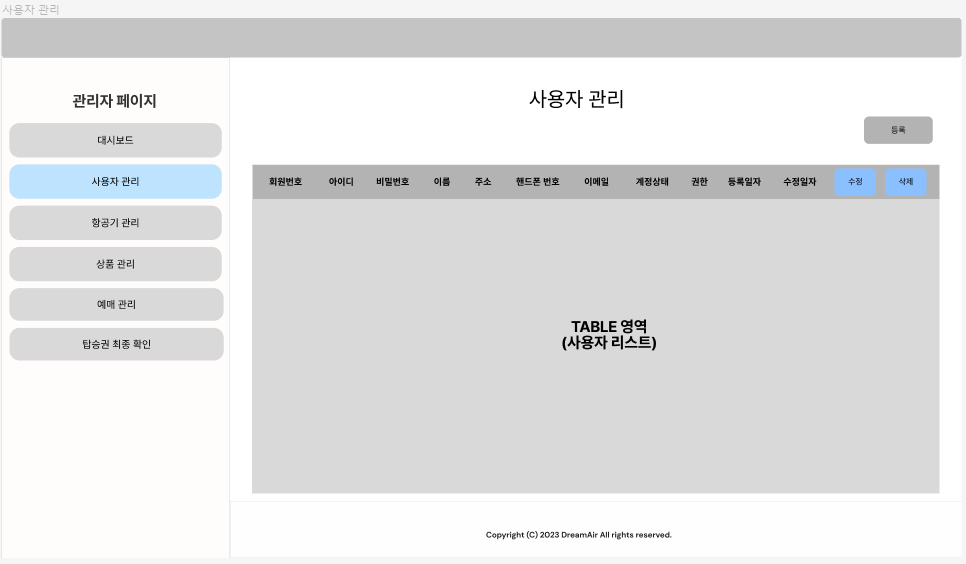 사용자 관리
관리자 페이지
대시보드
사용자 관리
항공기 관리
상품 관리
예매 관리
탑승권 최종 확인
사용자 관리
등록
회원번호 아이디 비밀번호 이름 주소 핸드폰 번호 이메일 계정상태 권한 등록일자 수정일자 수정 삭제
TABLE 영역
(사용자 리스트)
Copyright (C) 2023 DreamAir All rights reserved.